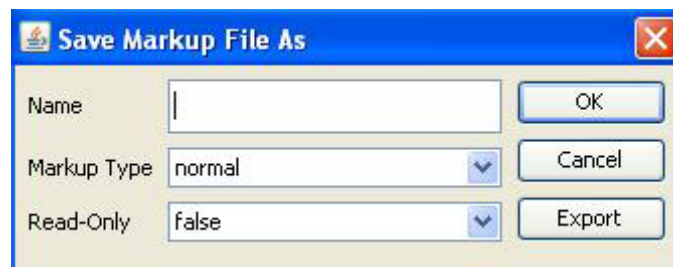 Save Markup File As
Name
OK
Markup Type normal
Cancel
Read-Only false
Export